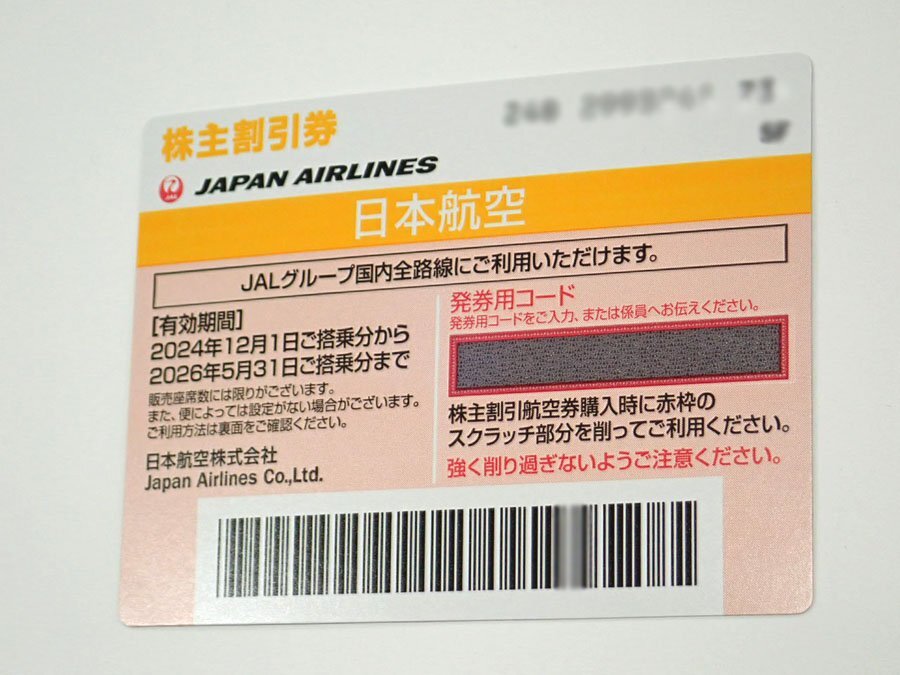 株主割引券
JAL
JAPAN AIRLINES
日本航空
JALグループ国内全路線にご利用いただけます。
[有効期間]
2024年12月1日ご搭乗分から
2026年5月31日ご搭乗分まで
販売座席数には限りがございます。
また、便によっては設定がない場合がございます。
ご利用方法は裏面をご確認ください。
日本航空株式会社
Japan Airlines Co.,Ltd.
発券用コード
発券用コードをご入力、または係員へお伝えください。
株主割引航空券購入時に赤枠の
スクラッチ部分を削ってご利用ください。
強く削り過ぎないようご注意ください。